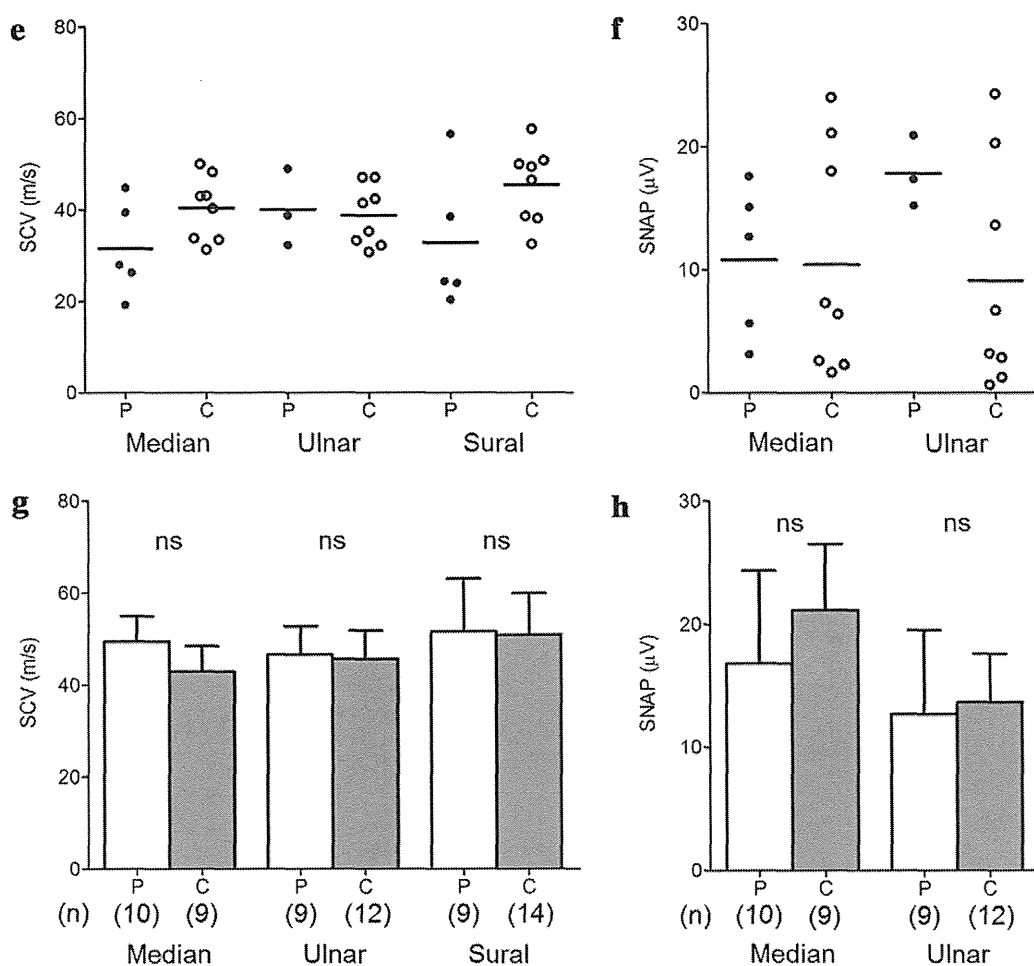 e
80
60
40
20
0
SCV (m/s)
P C P C P C
Median Ulnar Sural
f
30
20
10
0
SNAP (µV)
P C P C
Median Ulnar
g
80
60
40
20
0
SCV (m/s)
ns ns ns
P C P C P C
(n) (10) (9) (9) (12) (9) (14)
Median Ulnar Sural
h
30
20
10
0
SNAP (µV)
ns ns
P C P C
(n) (10) (9) (9) (12)
Median Ulnar